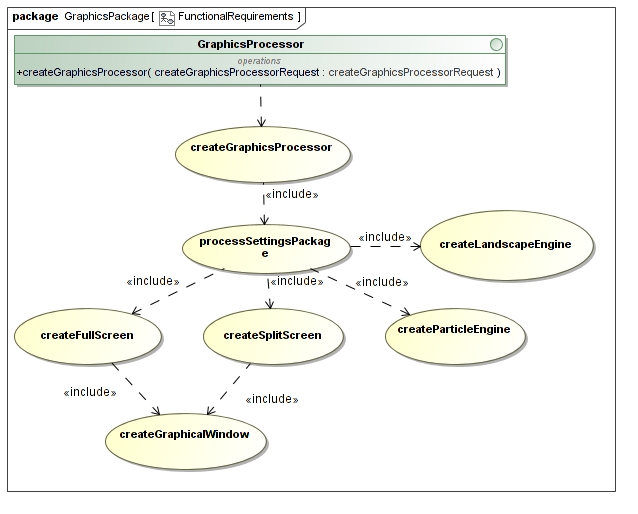 package GraphicsPackage [ FunctionalRequirements ]
GraphicsProcessor
operations
+createGraphicsProcessor( createGraphicsProcessorRequest : createGraphicsProcessorRequest )
createGraphicsProcessor
«include»
processSettingsPackag
e
«include»
createLandscapeEngine
«include»
«include»
«include»
createFullScreen
createSplitScreen
createParticleEngine
«include»
«include»
createGraphicalWindow